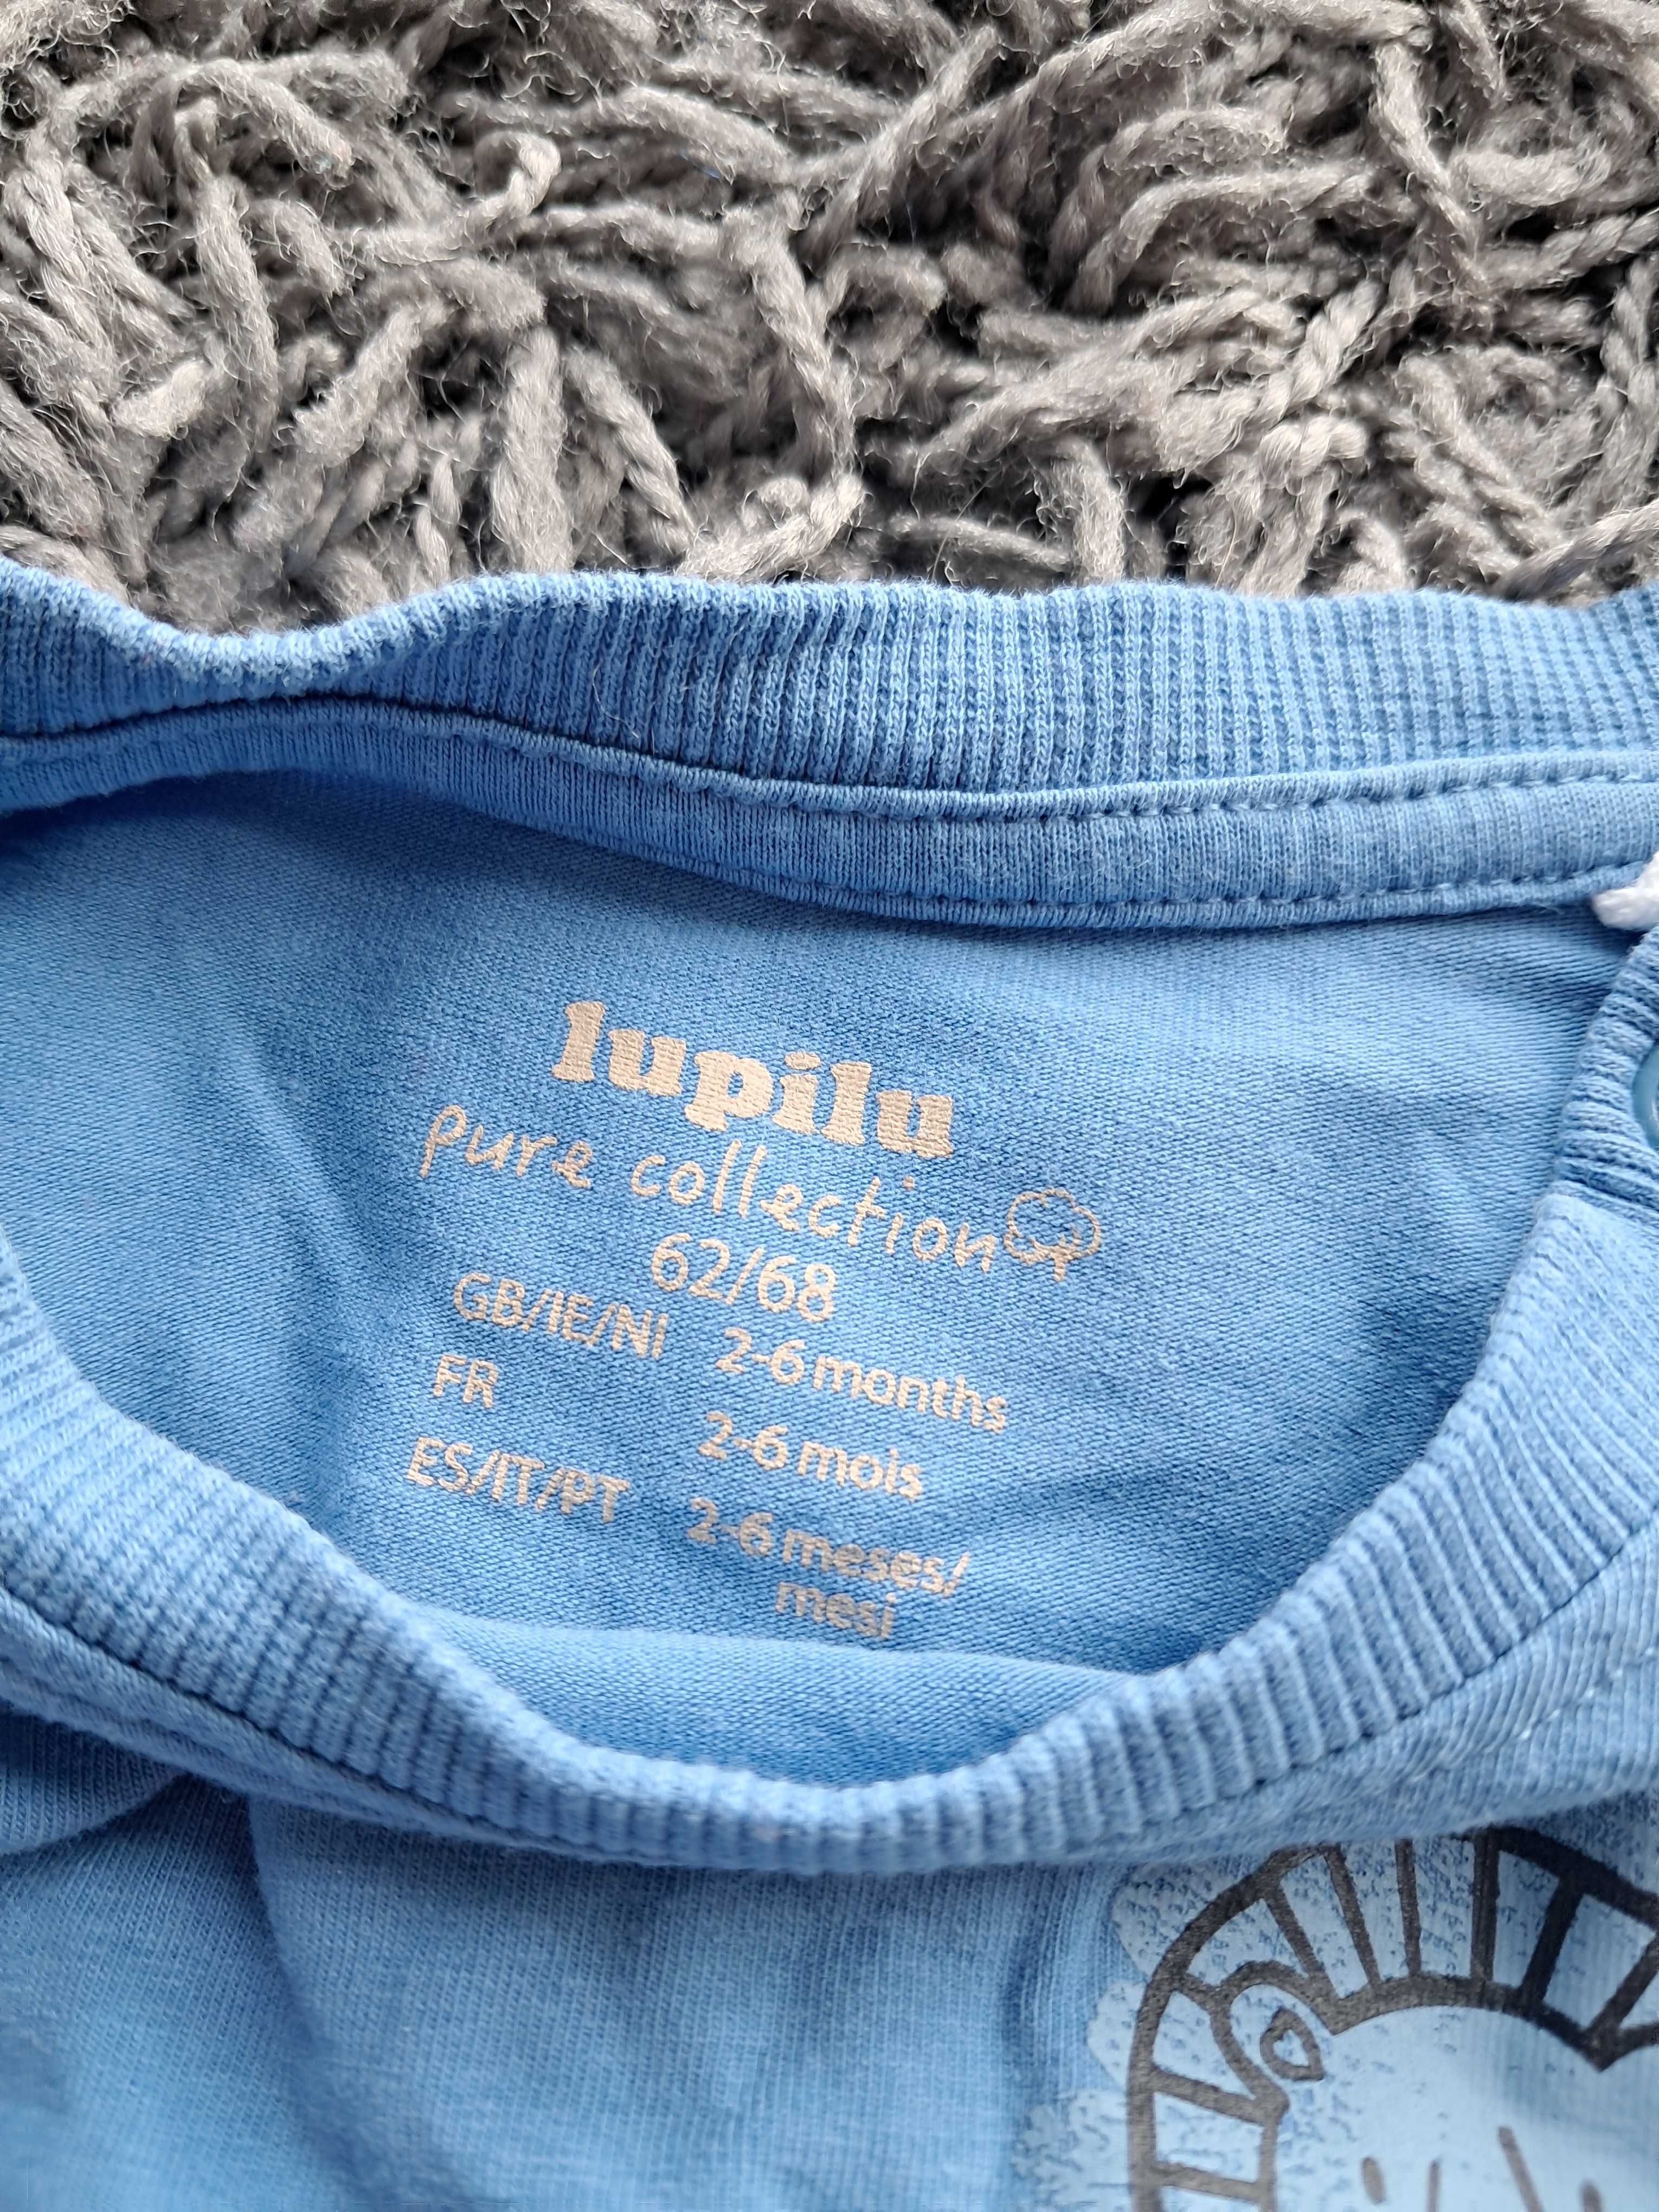 lupilu
pure collection
62/68
GB/IE/NI 2-6 months
FR 2-6 mois
ES/IT/PT 2-6 meses/
mesi